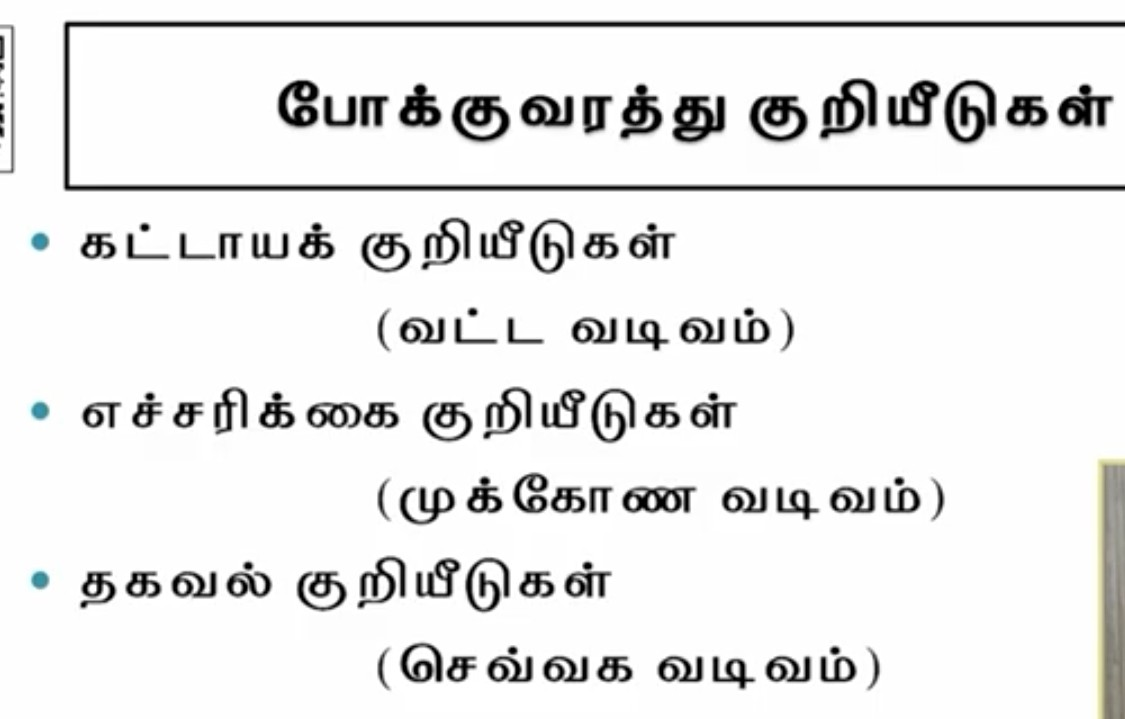 போக்குவரத்து குறியீடுகள்
கட்டாயக் குறியீடுகள்
(வட்ட வடிவம்)
எச்சரிக்கை குறியீடுகள்
(முக்கோண வடிவம்)
தகவல் குறியீடுகள்
(செவ்வக வடிவம்)